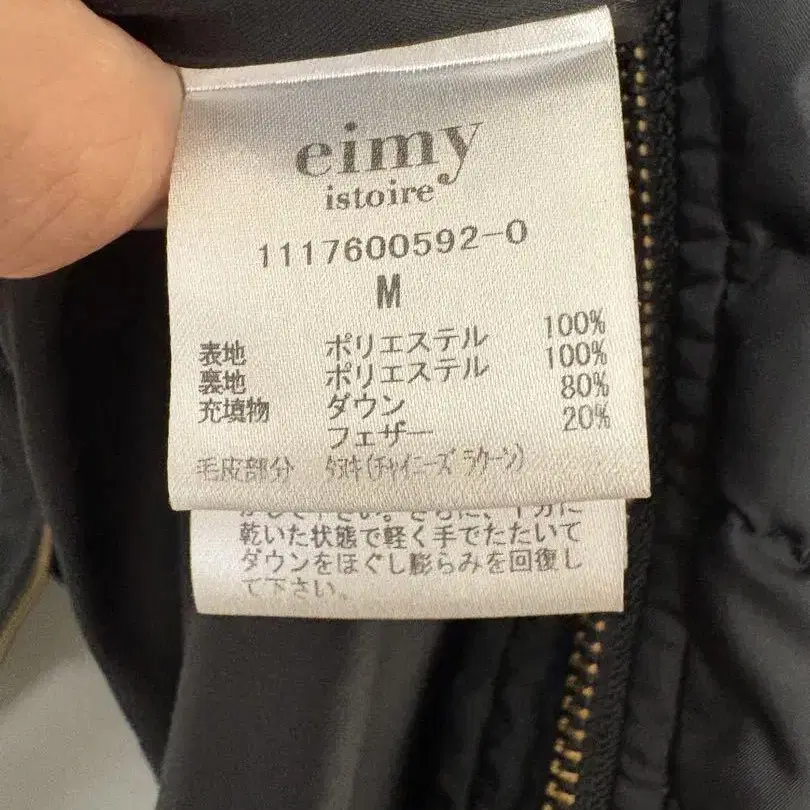 eimy
istoire
1117600592-0
M
表地 ポリエステル 100%
裏地 ポリエステル 100%
充填物 ダウン 80%
フェザー 20%
毛皮部分 タヌキ(チャイニーズ ラクーン)
乾いた状態で軽く手でたたいて
ダウンをほぐし膨らみを回復し
て下さい。